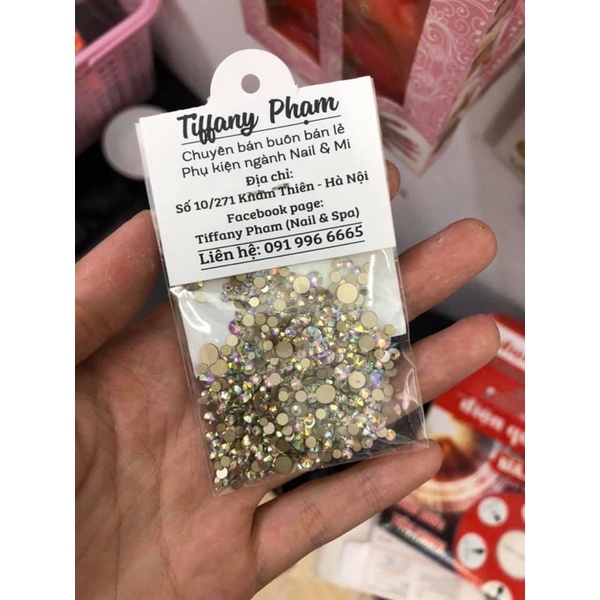 Tiffany Phạm
Chuyên bán buôn bán lẻ
Phụ kiện ngành Nail & Mi
Địa chỉ:
Số 10/271 Khâm Thiên - Hà Nội
Facebook page:
Tiffany Pham (Nail & Spa)
Liên hệ: 091 996 6665